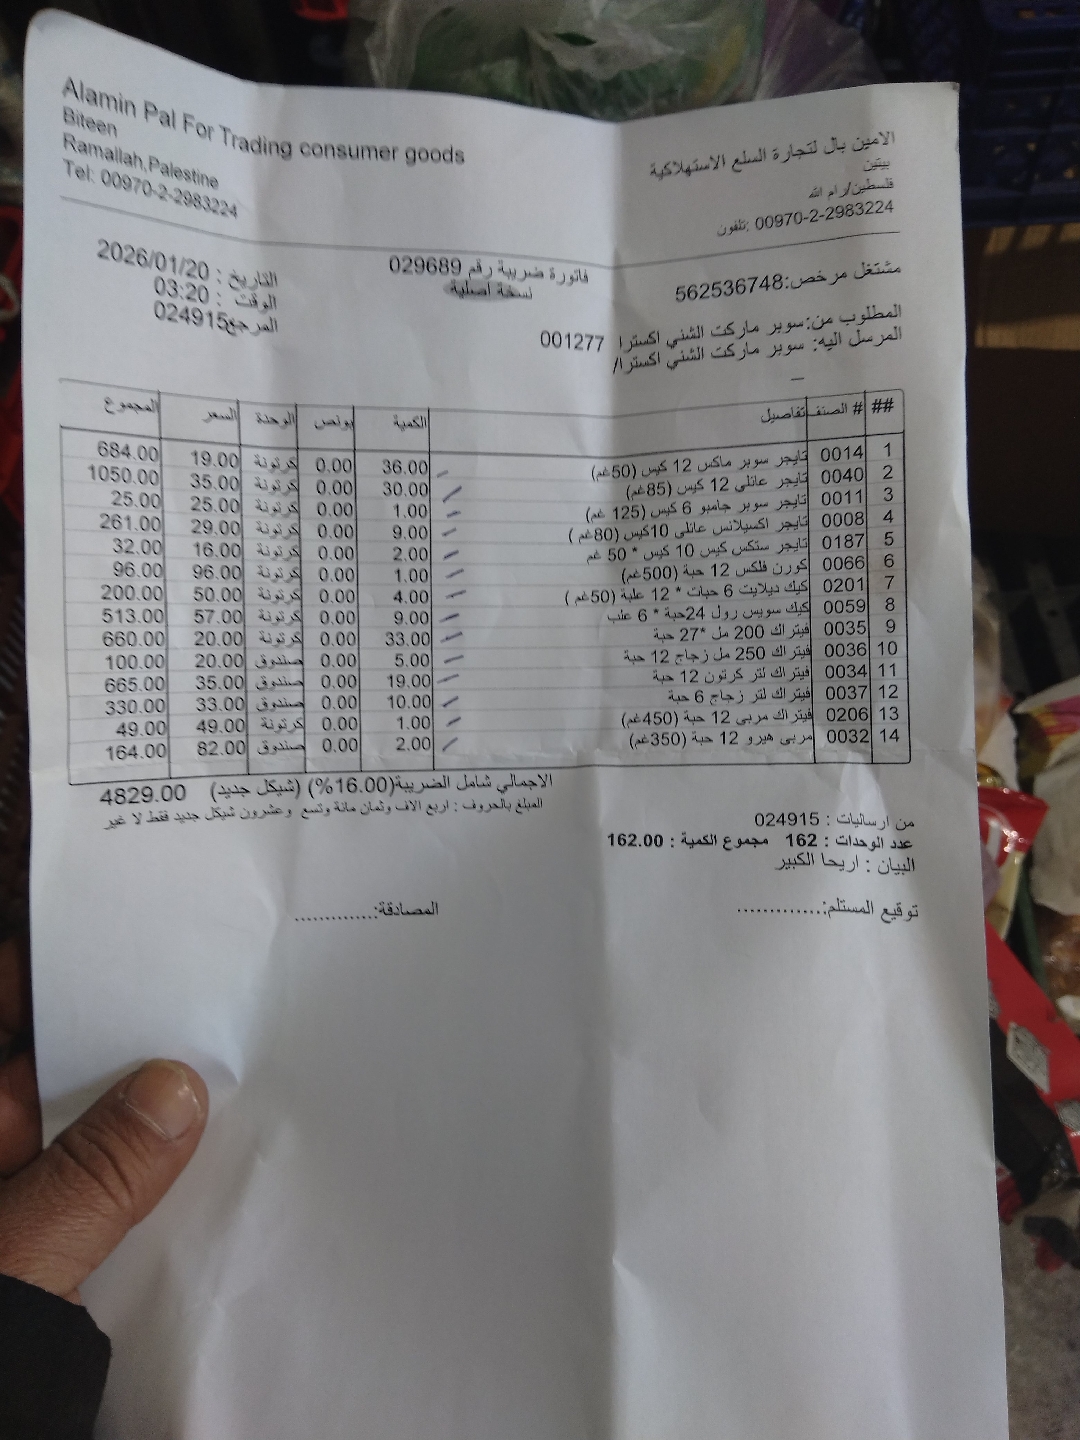 Alamin Pal For Trading consumer goods
Biteen
Ramallah,Palestine
Tel: 00970-2-2983224
الامين بال لتجارة السلع الاستهلاكية
بيتين
فلسطين/رام الله
تلفون: 00970-2-2983224
مشتغل مرخص:562536748
فاتورة ضريبة رقم 029689
نسخة اصلية
التاريخ : 2026/01/20
الوقت : 03:20
المرجع024915
المطلوب من:سوبر ماركت الشني اكسترا/ 001277
المرسل اليه: سوبر ماركت الشني اكسترا/
## # الصنف تفاصيل الكمية بونص الوحدة السعر المجموع
1 0014 تايجر سوبر ماكس 12 كيس (50غم) 36.00 0.00 كرتونة 19.00 684.00
2 0040 تايجر عائلي 12 كيس (85غم) 30.00 0.00 كرتونة 35.00 1050.00
3 0011 تايجر سوبر جامبو 6 كيس (125 غم) 1.00 0.00 كرتونة 25.00 25.00
4 0008 تايجر اكسيلانس عائلي 10كيس (80غم ) 9.00 0.00 كرتونة 29.00 261.00
5 0187 تايجر ستكس كيس 10 كيس * 50 غم 2.00 0.00 كرتونة 16.00 32.00
6 0066 كورن فلكس 12 حبة (500غم) 1.00 0.00 كرتونة 96.00 96.00
7 0201 كيك ديلايت 6 حبات * 12 علبة (50غم ) 4.00 0.00 كرتونة 50.00 200.00
8 0059 كيك سويس رول 24حبة * 6 علب 9.00 0.00 كرتونة 57.00 513.00
9 0035 فيتراك 200 مل *27 حبة 33.00 0.00 كرتونة 20.00 660.00
10 0036 فيتراك 250 مل زجاج 12 حبة 5.00 0.00 صندوق 20.00 100.00
11 0034 فيتراك لتر كرتون 12 حبة 19.00 0.00 صندوق 35.00 665.00
12 0037 فيتراك لتر زجاج 6 حبة 10.00 0.00 صندوق 33.00 330.00
13 0206 فيتراك مربى 12 حبة (450غم) 1.00 0.00 كرتونة 49.00 49.00
14 0032 مربى هيرو 12 حبة (350غم) 2.00 0.00 صندوق 82.00 164.00
الاجمالي شامل الضريبة(16.00%) (شيكل جديد) 4829.00
المبلغ بالحروف : اربع الاف وثمان مائة وتسع وعشرون شيكل جديد فقط لا غير
من ارساليات : 024915
عدد الوحدات : 162 مجموع الكمية : 162.00
البيان : اريحا الكبير
توقيع المستلم:.............. المصادقة:..............